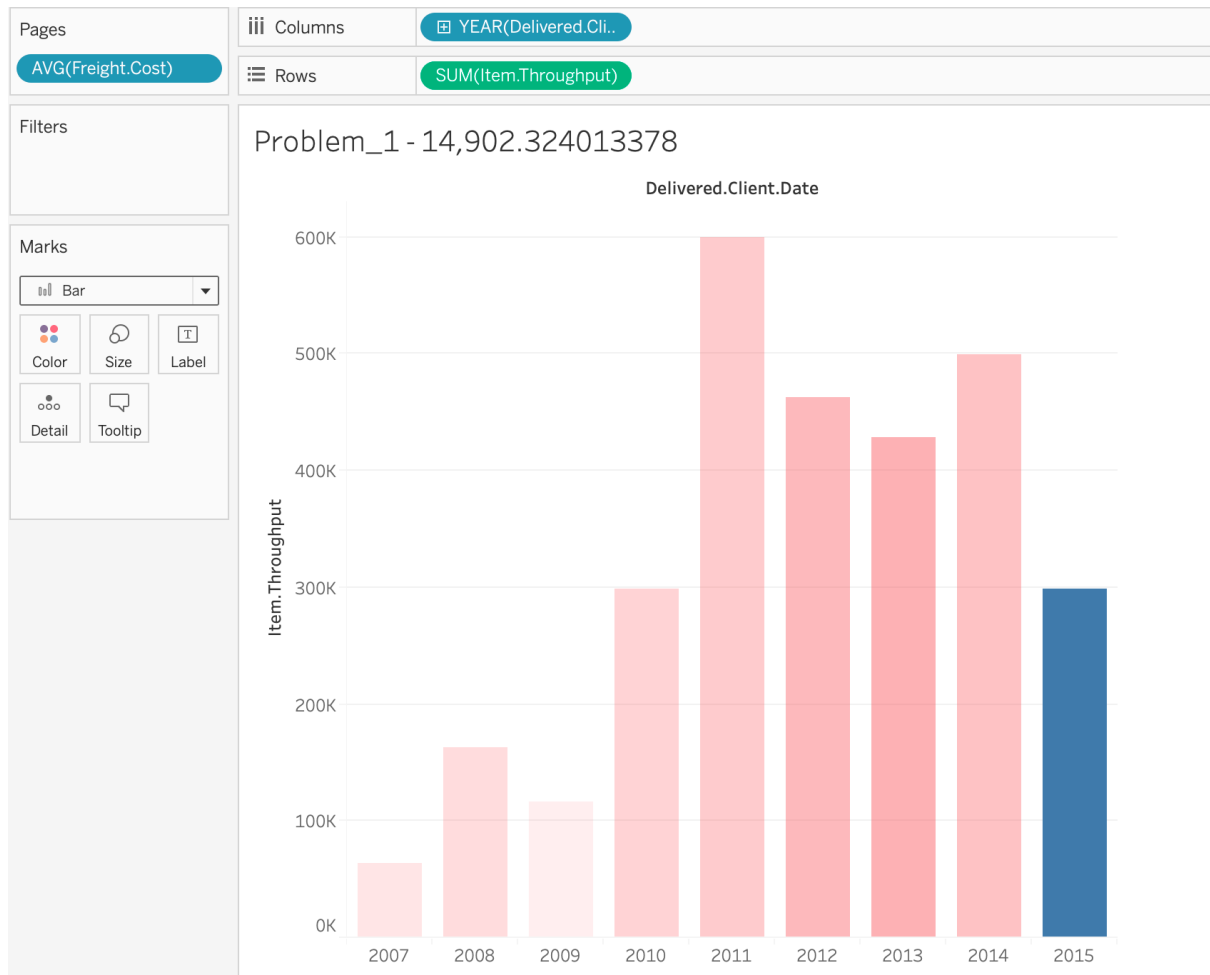 Pages
AVG(Freight.Cost)
Columns
YEAR(Delivered.Cli..
Rows
SUM(Item.Throughput)
Filters
Marks
Bar
Color
Size
T
Label
Detail
Tooltip
Problem_1 - 14,902.324013378
Delivered.Client.Date
Item.Throughput
600K
500K
400K
300K
200K
100K
0K
2007 2008 2009 2010 2011 2012 2013 2014 2015